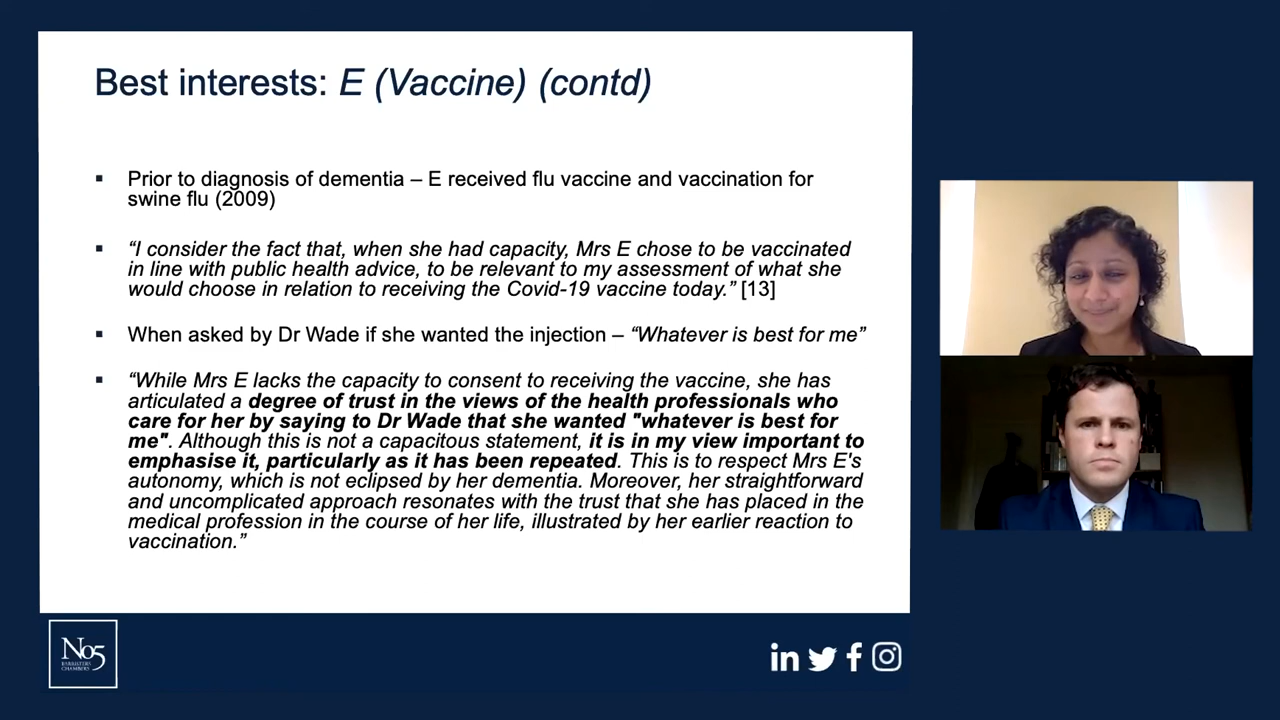 Best interests: E (Vaccine) (contd)
▪ Prior to diagnosis of dementia – E received flu vaccine and vaccination for
swine flu (2009)
▪ “I consider the fact that, when she had capacity, Mrs E chose to be vaccinated
in line with public health advice, to be relevant to my assessment of what she
would choose in relation to receiving the Covid-19 vaccine today.” [13]
▪ When asked by Dr Wade if she wanted the injection – “Whatever is best for me”
▪ “While Mrs E lacks the capacity to consent to receiving the vaccine, she has
articulated a degree of trust in the views of the health professionals who
care for her by saying to Dr Wade that she wanted "whatever is best for
me". Although this is not a capacitous statement, it is in my view important to
emphasise it, particularly as it has been repeated. This is to respect Mrs E's
autonomy, which is not eclipsed by her dementia. Moreover, her straightforward
and uncomplicated approach resonates with the trust that she has placed in the
medical profession in the course of her life, illustrated by her earlier reaction to
vaccination.”
No5
BARRISTERS
CHAMBERS
in